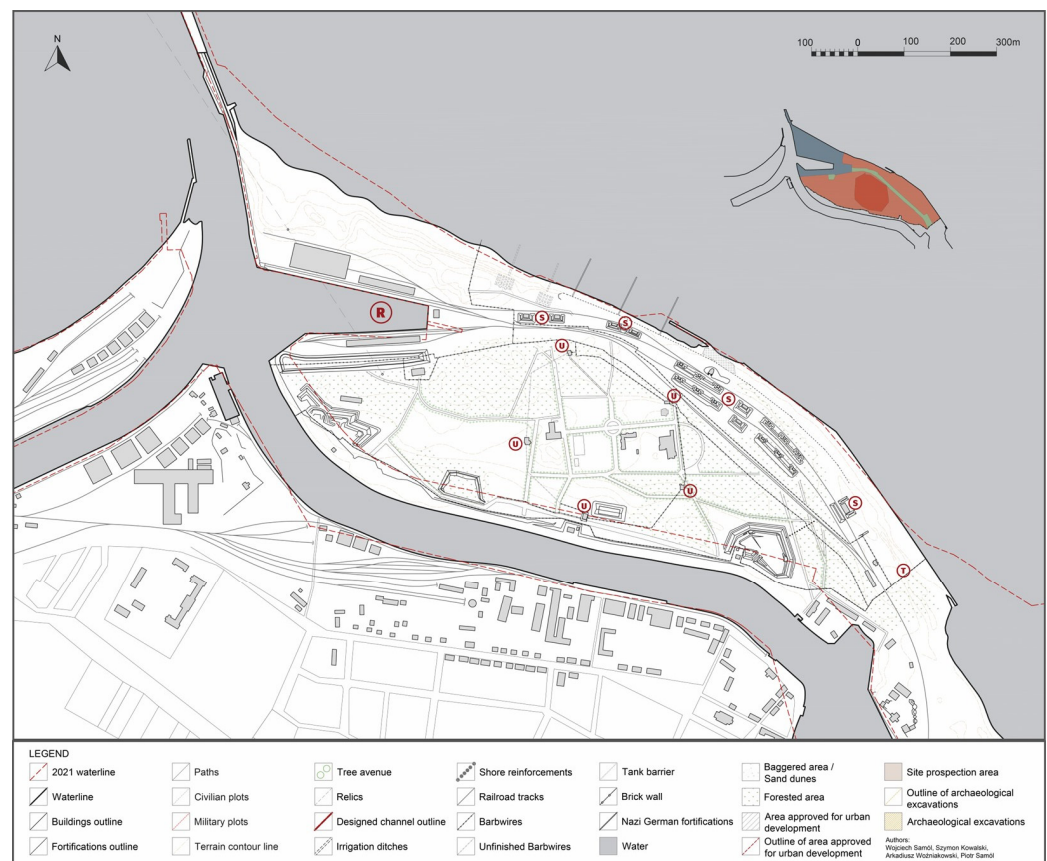 N
100 0 100 200 300m
R
S
S
U
U
S
U
U
S
U
T
LEGEND
2021 waterline
Waterline
Buildings outline
Fortifications outline
Paths
Civilian plots
Military plots
Terrain contour line
Tree avenue
Relics
Designed channel outline
Irrigation ditches
Shore reinforcements
Railroad tracks
Barbwires
Unfinished Barbwires
Tank barrier
Brick wall
Nazi German fortifications
Water
Baggered area /
Sand dunes
Forested area
Area approved for urban
development
Outline of area approved
for urban development
Site prospection area
Outline of archaeological
excavations
Archaeological excavations
Authors:
Wojciech Samól, Szymon Kowalski,
Arkadiusz Woźniakowski, Piotr Samól